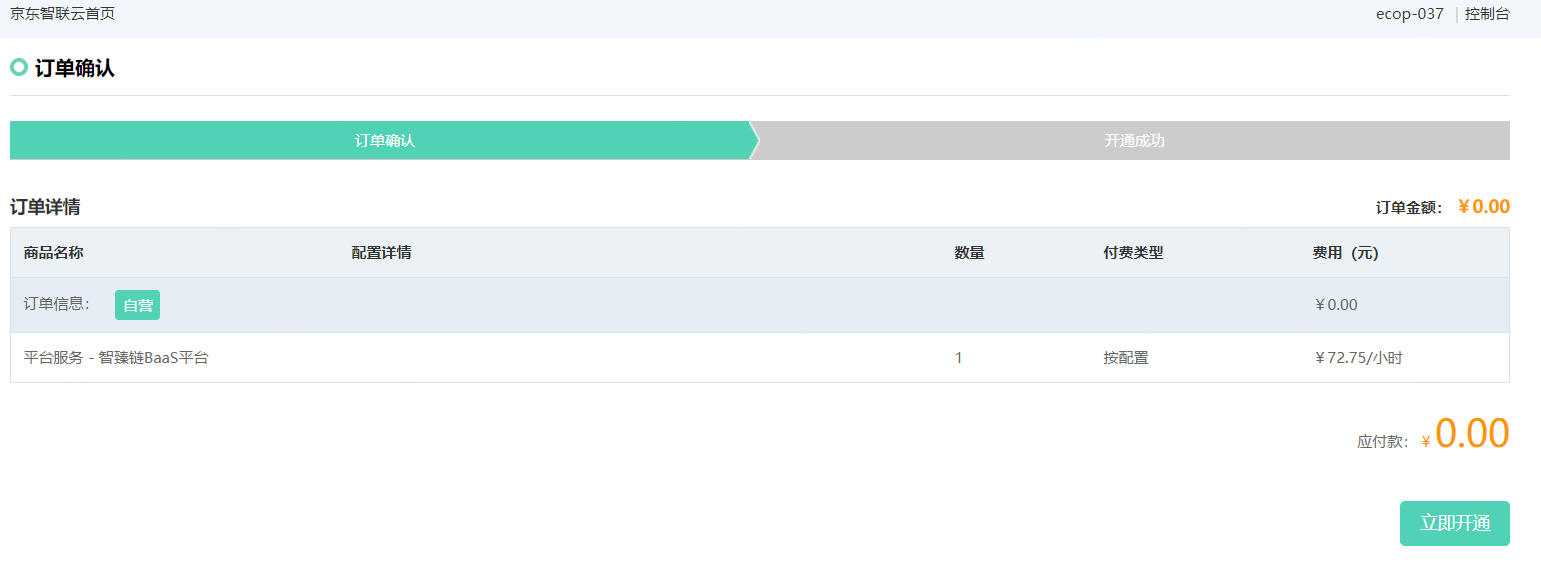 京东智联云首页 ecop-037 | 控制台
订单确认
订单确认 开通成功
订单详情 订单金额： ￥0.00
商品名称 配置详情 数量 付费类型 费用（元)
订单信息： 自营 ￥0.00
平台服务 - 智臻链BaaS平台 1 按配置 ￥72.75/小时
应付款： ￥0.00
立即开通